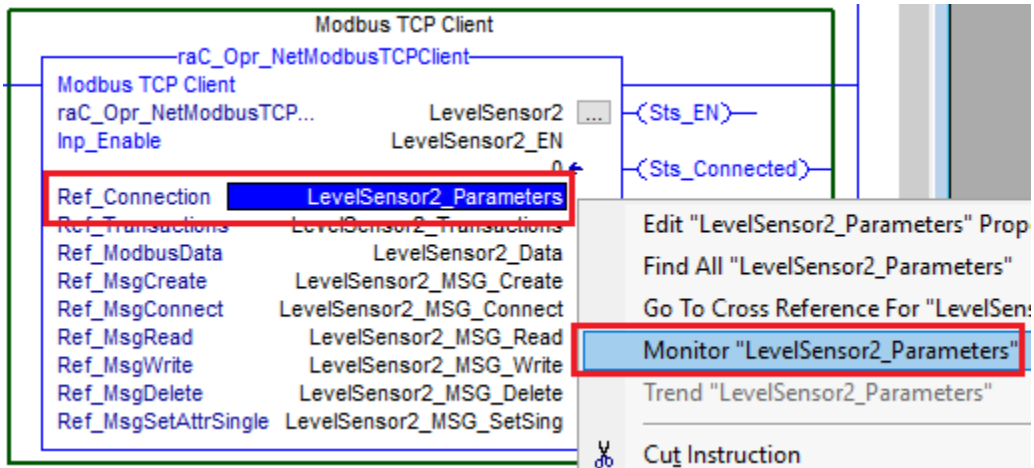 Modbus TCP Client
raC_Opr_NetModbusTCPClient
Modbus TCP Client
raC_Opr_NetModbusTCP... LevelSensor2 ... (Sts_EN)
Inp_Enable LevelSensor2_EN
0 (Sts_Connected)
Ref_Connection LevelSensor2_Parameters
Ref_Transactions LevelSensor2_Transactions
Ref_ModbusData LevelSensor2_Data
Ref_MsgCreate LevelSensor2_MSG_Create
Ref_MsgConnect LevelSensor2_MSG_Connect
Ref_MsgRead LevelSensor2_MSG_Read
Ref_MsgWrite LevelSensor2_MSG_Write
Ref_MsgDelete LevelSensor2_MSG_Delete
Ref_MsgSetAttrSingle LevelSensor2_MSG_SetSing
Edit "LevelSensor2_Parameters" Prop
Find All "LevelSensor2_Parameters"
Go To Cross Reference For "LevelSens
Monitor "LevelSensor2_Parameters"
Trend "LevelSensor2_Parameters"
Cut Instruction